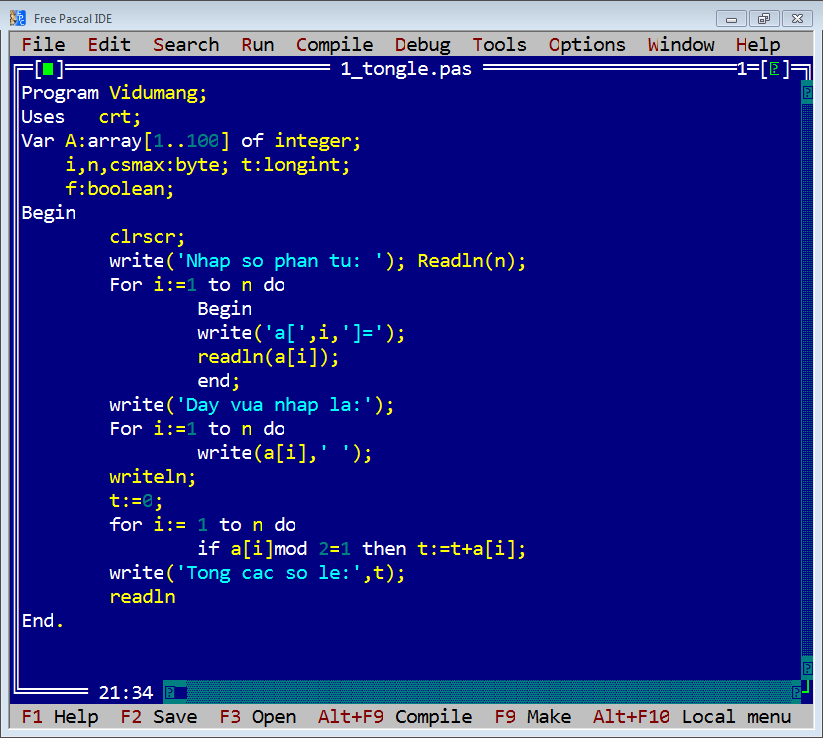 Free Pascal IDE
File Edit Search Run Compile Debug Tools Options Window Help
1_tongle.pas 1
Program Vidumang;
Uses crt;
Var A:array[1..100] of integer;
i,n,csmax:byte; t:longint;
f:boolean;
Begin
clrscr;
write('Nhap so phan tu: '); Readln(n);
For i:=1 to n do
Begin
write('a[',i,']=');
readln(a[i]);
end;
write('Day vua nhap la:');
For i:=1 to n do
write(a[i],' ');
writeln;
t:=0;
for i:= 1 to n do
if a[i]mod 2=1 then t:=t+a[i];
write('Tong cac so le:',t);
readln
End.
21:34
F1 Help F2 Save F3 Open Alt+F9 Compile F9 Make Alt+F10 Local menu